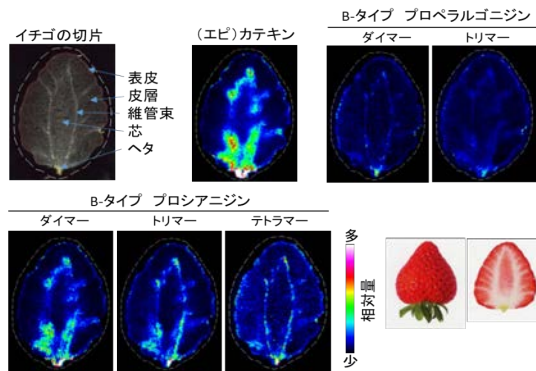 イチゴの切片
表皮
皮層
維管束
芯
ヘタ
(エピ)カテキン
B-タイプ プロペラルゴニジン
ダイマー
トリマー
B-タイプ プロシアニジン
ダイマー
トリマー
テトラマー
多
相対量
少